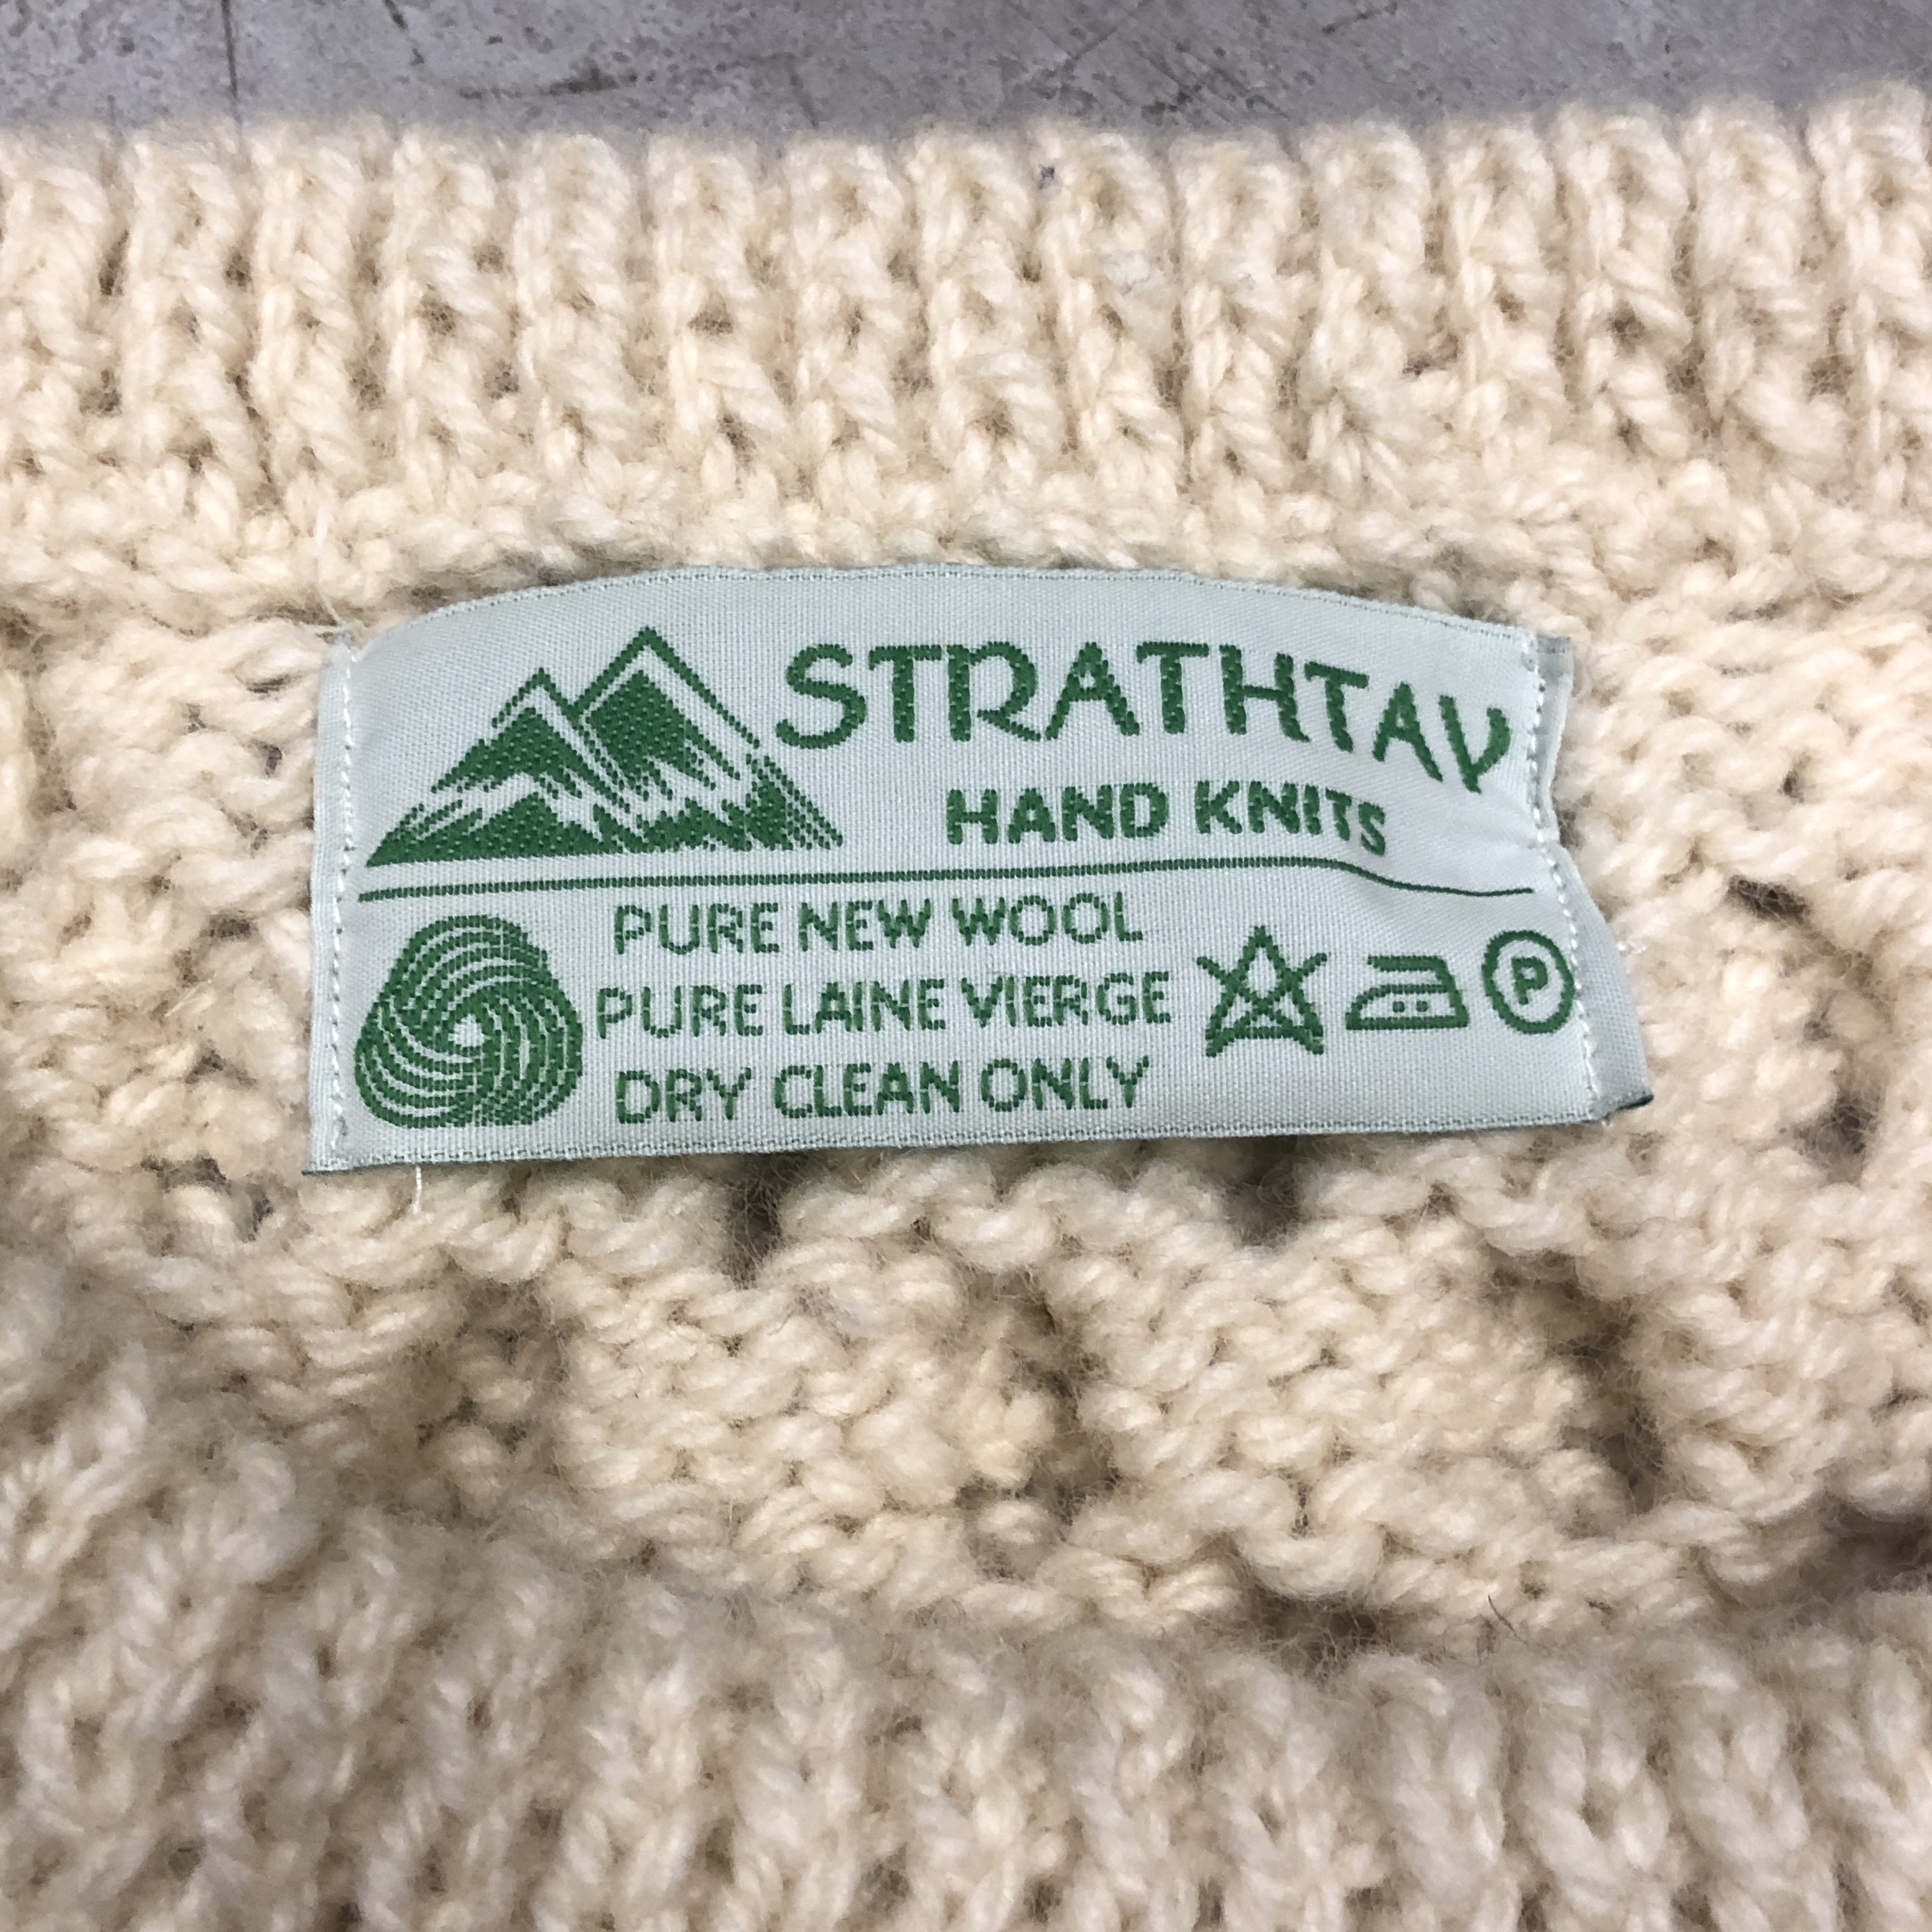 STRATHTAY
HAND KNITS
PURE NEW WOOL
PURE LAINE VIERGE
DRY CLEAN ONLY
P